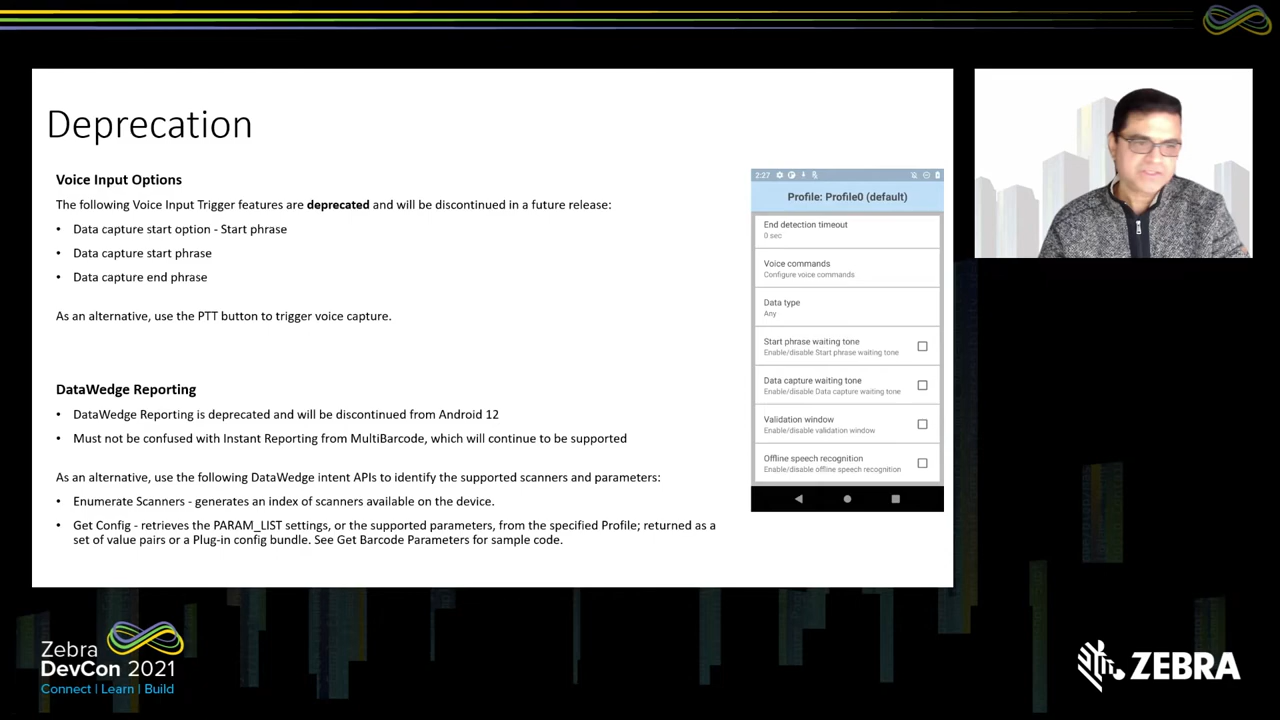 Deprecation
Voice Input Options
The following Voice Input Trigger features are deprecated and will be discontinued in a future release:
• Data capture start option - Start phrase
• Data capture start phrase
• Data capture end phrase
As an alternative, use the PTT button to trigger voice capture.
DataWedge Reporting
• DataWedge Reporting is deprecated and will be discontinued from Android 12
• Must not be confused with Instant Reporting from MultiBarcode, which will continue to be supported
As an alternative, use the following DataWedge intent APIs to identify the supported scanners and parameters:
• Enumerate Scanners - generates an index of scanners available on the device.
• Get Config - retrieves the PARAM_LIST settings, or the supported parameters, from the specified Profile; returned as a
set of value pairs or a Plug-in config bundle. See Get Barcode Parameters for sample code.
2:27
Profile: Profile0 (default)
End detection timeout
0 sec
Voice commands
Configure voice commands
Data type
Any
Start phrase waiting tone
Enable/disable Start phrase waiting tone
Data capture waiting tone
Enable/disable Data capture waiting tone
Validation window
Enable/disable validation window
Offline speech recognition
Enable/disable offline speech recognition
Zebra
DevCon 2021
Connect | Learn | Build
ZEBRA